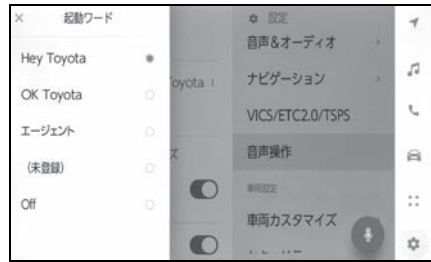 × 起動ワード
Hey Toyota
OK Toyota
エージェント
(未登録)
Off
oyota
ズ
設定
音声&オーディオ
ナビゲーション
VICS/ETC2.0/TSPS
音声操作
車両設定
車両カスタマイズ